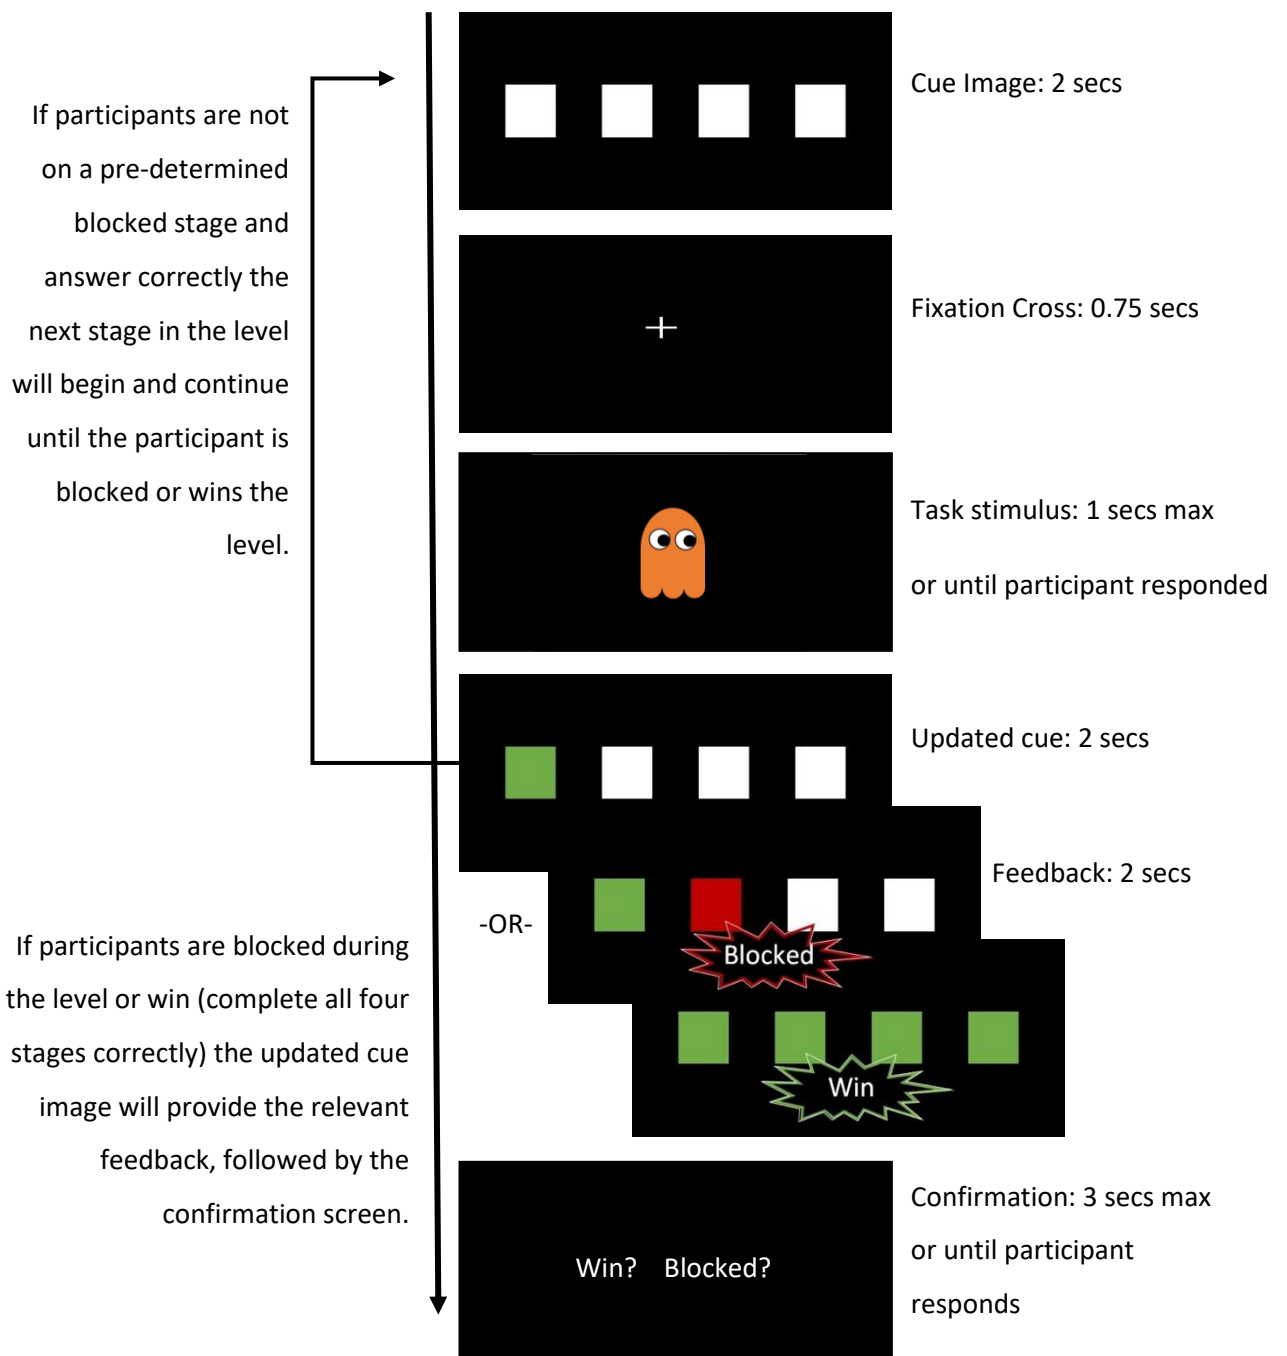 Cue Image: 2 secs
If participants are not
on a pre-determined
blocked stage and
answer correctly the
next stage in the level
will begin and continue
until the participant is
blocked or wins the
level.
Fixation Cross: 0.75 secs
Task stimulus: 1 secs max
or until participant responded
Updated cue: 2 secs
Feedback: 2 secs
-OR-
Blocked
Win
If participants are blocked during
the level or win (complete all four
stages correctly) the updated cue
image will provide the relevant
feedback, followed by the
confirmation screen.
Win? Blocked?
Confirmation: 3 secs max
or until participant
responds